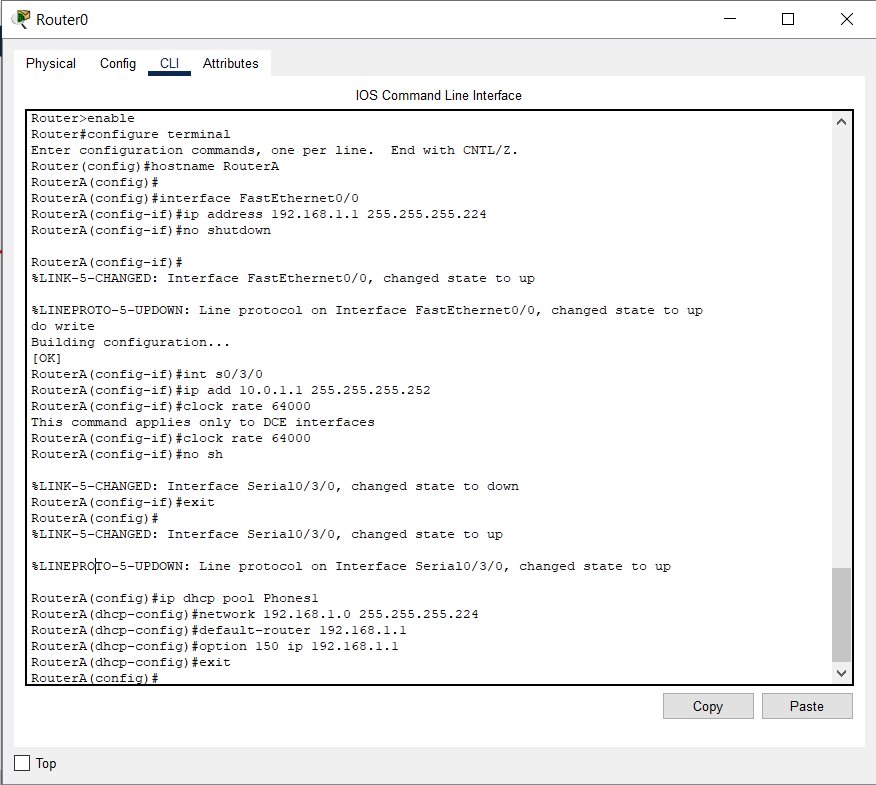 Router0
Physical Config CLI Attributes
IOS Command Line Interface
Router>enable
Router#configure terminal
Enter configuration commands, one per line.  End with CNTL/Z.
Router(config)#hostname RouterA
RouterA(config)#
RouterA(config)#interface FastEthernet0/0
RouterA(config-if)#ip address 192.168.1.1 255.255.255.224
RouterA(config-if)#no shutdown
RouterA(config-if)#
%LINK-5-CHANGED: Interface FastEthernet0/0, changed state to up
%LINEPROTO-5-UPDOWN: Line protocol on Interface FastEthernet0/0, changed state to up
do write
Building configuration...
[OK]
RouterA(config-if)#int s0/3/0
RouterA(config-if)#ip add 10.0.1.1 255.255.255.252
RouterA(config-if)#clock rate 64000
This command applies only to DCE interfaces
RouterA(config-if)#clock rate 64000
RouterA(config-if)#no sh
%LINK-5-CHANGED: Interface Serial0/3/0, changed state to down
RouterA(config-if)#exit
RouterA(config)#
%LINK-5-CHANGED: Interface Serial0/3/0, changed state to up
%LINEPROTO-5-UPDOWN: Line protocol on Interface Serial0/3/0, changed state to up
RouterA(config)#ip dhcp pool Phones1
RouterA(dhcp-config)#network 192.168.1.0 255.255.255.224
RouterA(dhcp-config)#default-router 192.168.1.1
RouterA(dhcp-config)#option 150 ip 192.168.1.1
RouterA(dhcp-config)#exit
RouterA(config)#
Copy Paste
Top